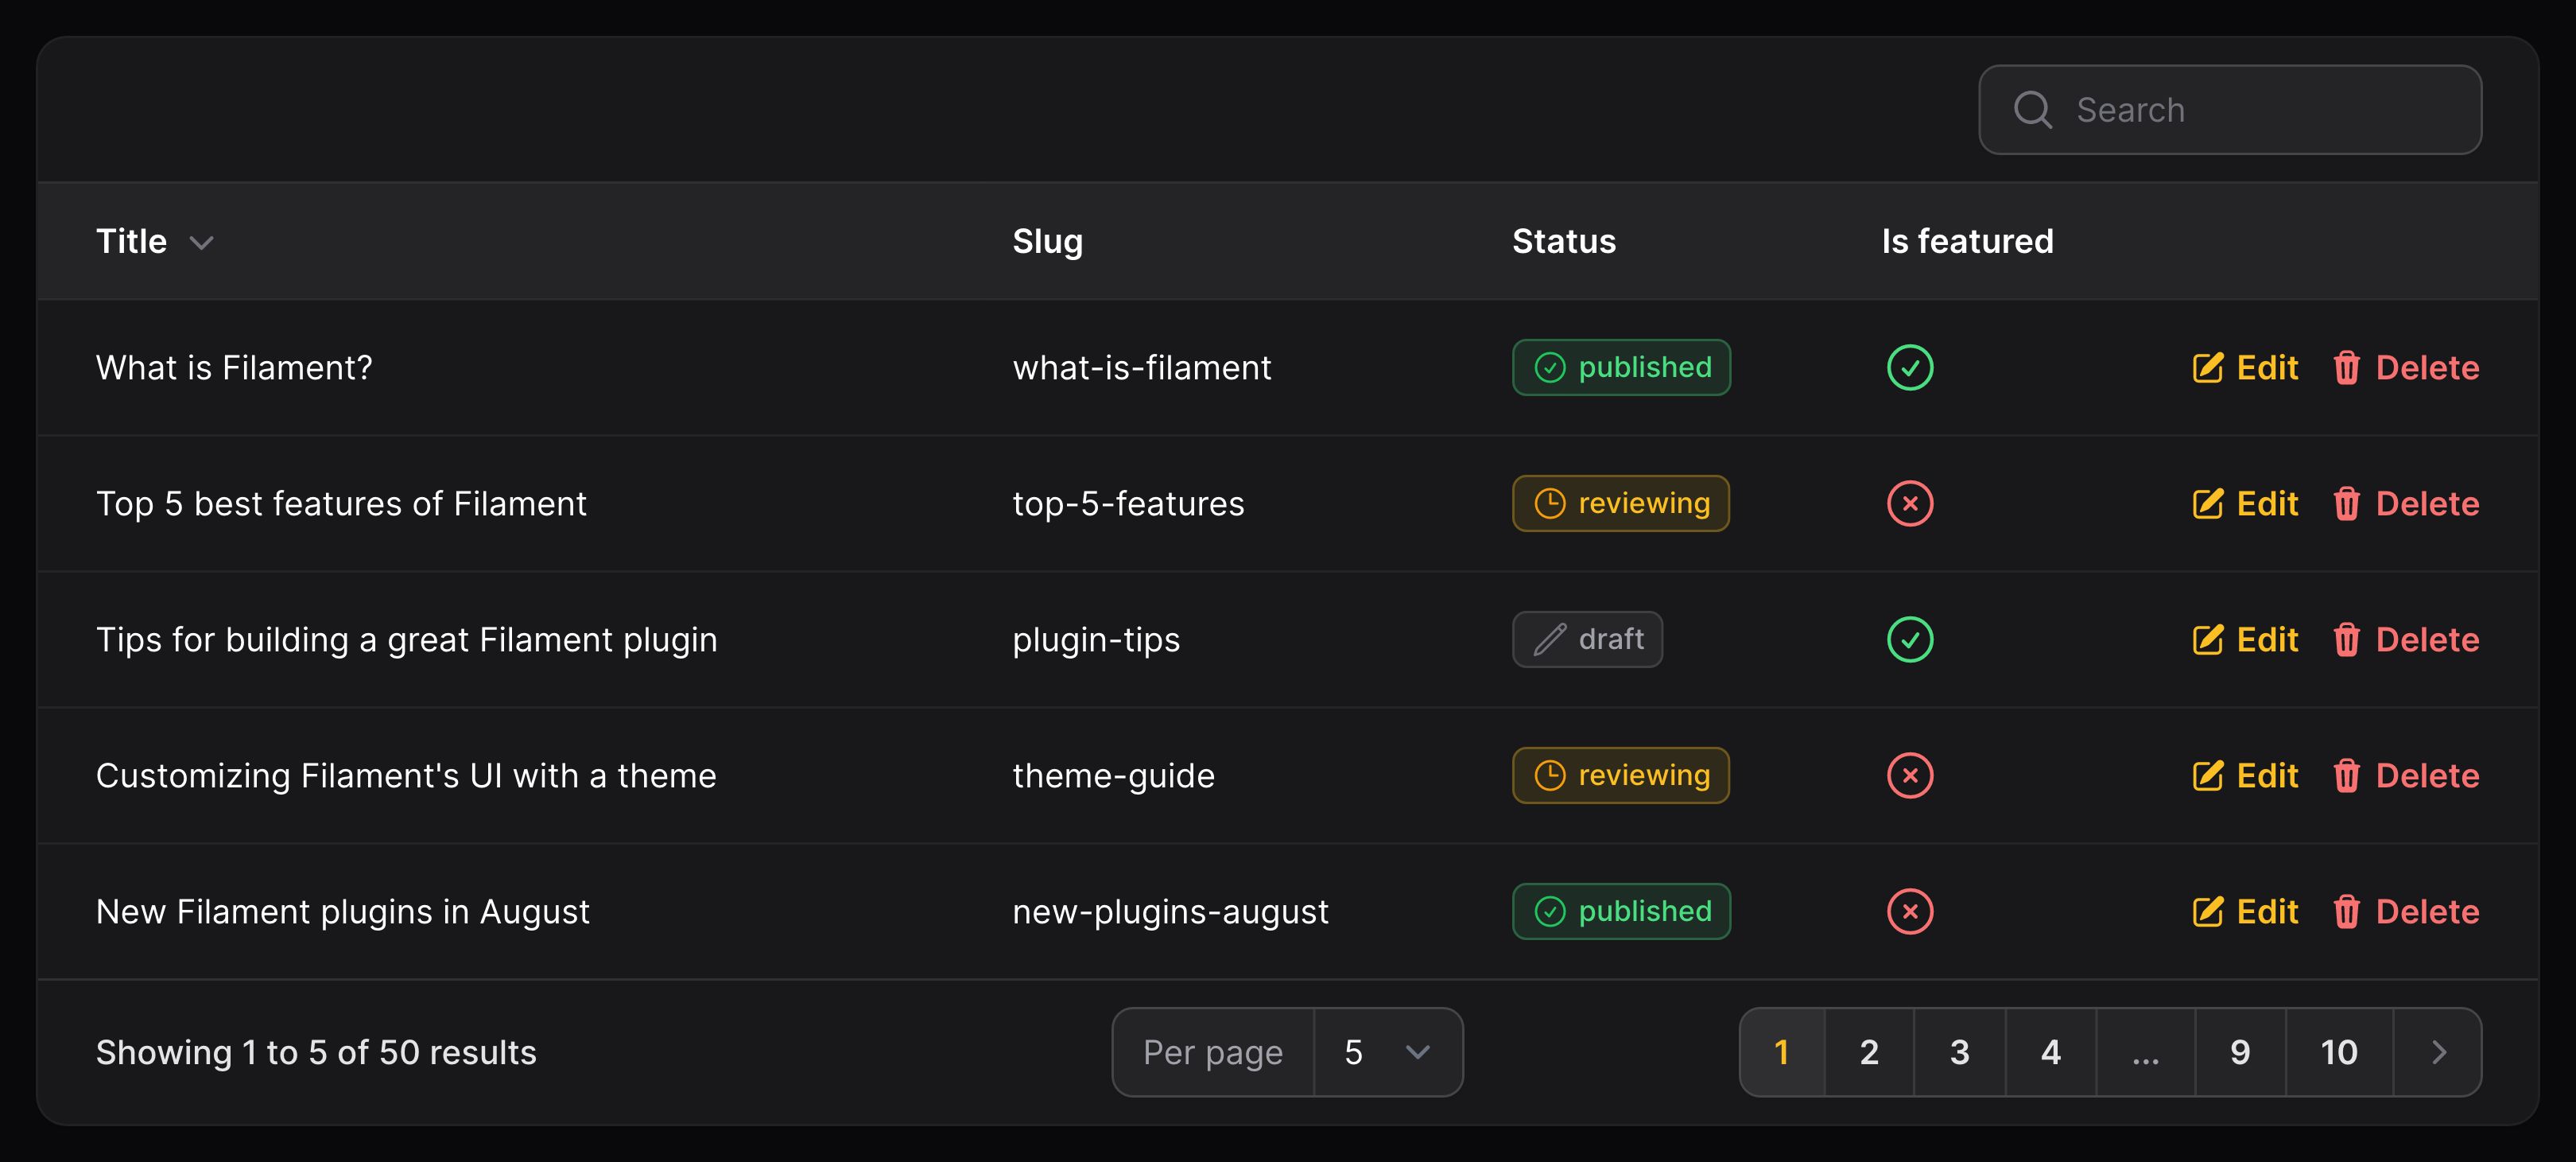 Search
Title Slug Status Is featured
What is Filament? what-is-filament published Edit Delete
Top 5 best features of Filament top-5-features reviewing Edit Delete
Tips for building a great Filament plugin plugin-tips draft Edit Delete
Customizing Filament's UI with a theme theme-guide reviewing Edit Delete
New Filament plugins in August new-plugins-august published Edit Delete
Showing 1 to 5 of 50 results Per page 5 1 2 3 4 ... 9 10